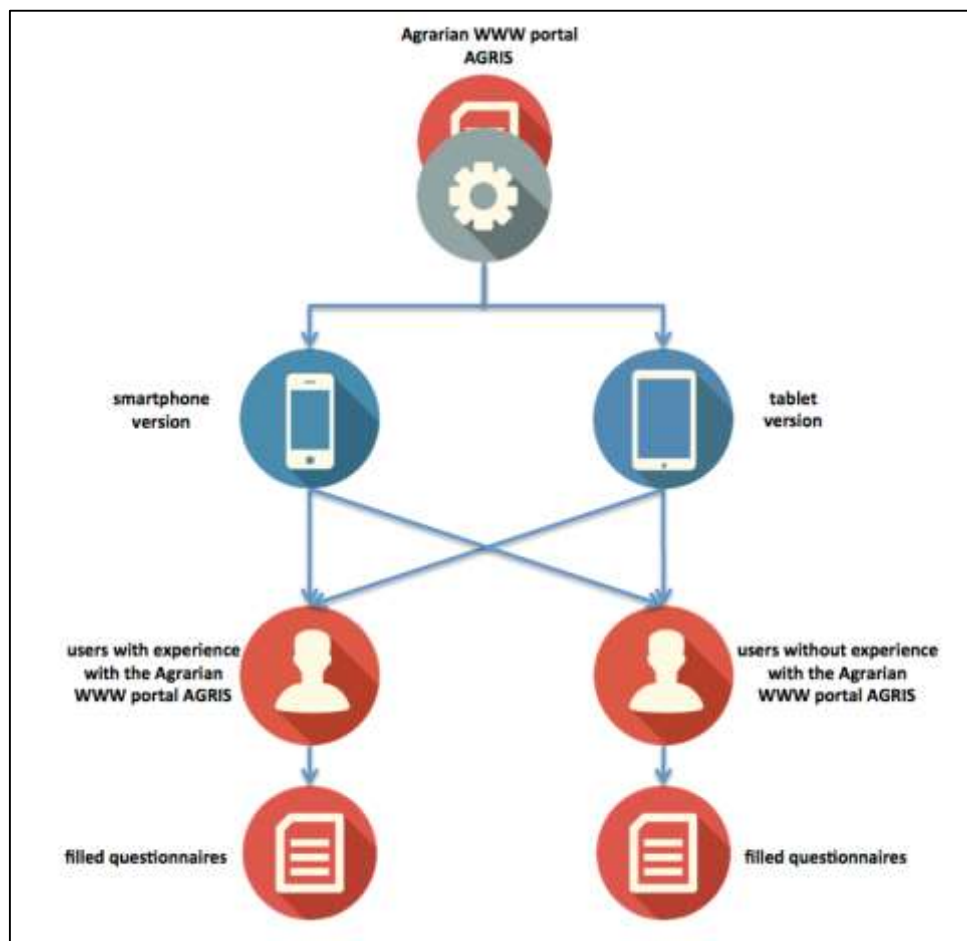 Agrarian WWW portal
AGRIS
smartphone
version
tablet
version
users with experience
with the Agrarian
WWW portal AGRIS
users without experience
with the Agrarian
WWW portal AGRIS
filled questionnaires
filled questionnaires